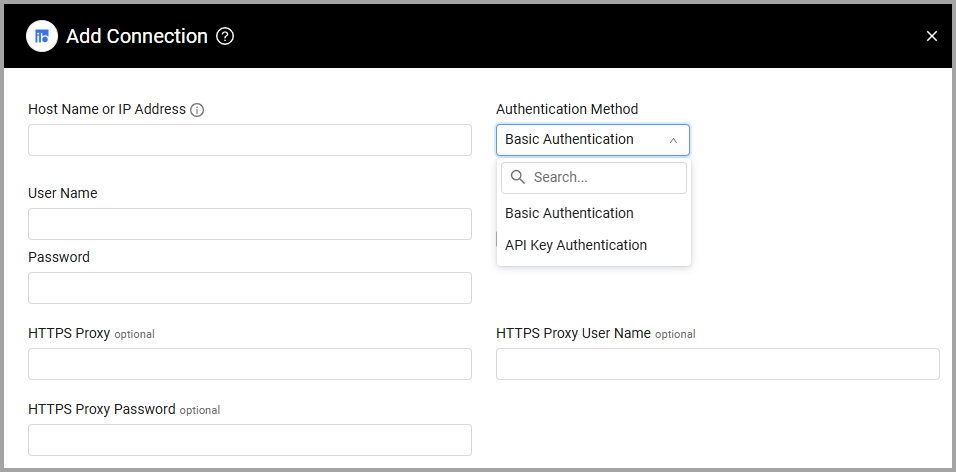 Add Connection
Host Name or IP Address
Authentication Method
Basic Authentication
Search...
User Name
Basic Authentication
API Key Authentication
Password
HTTPS Proxy optional
HTTPS Proxy User Name optional
HTTPS Proxy Password optional